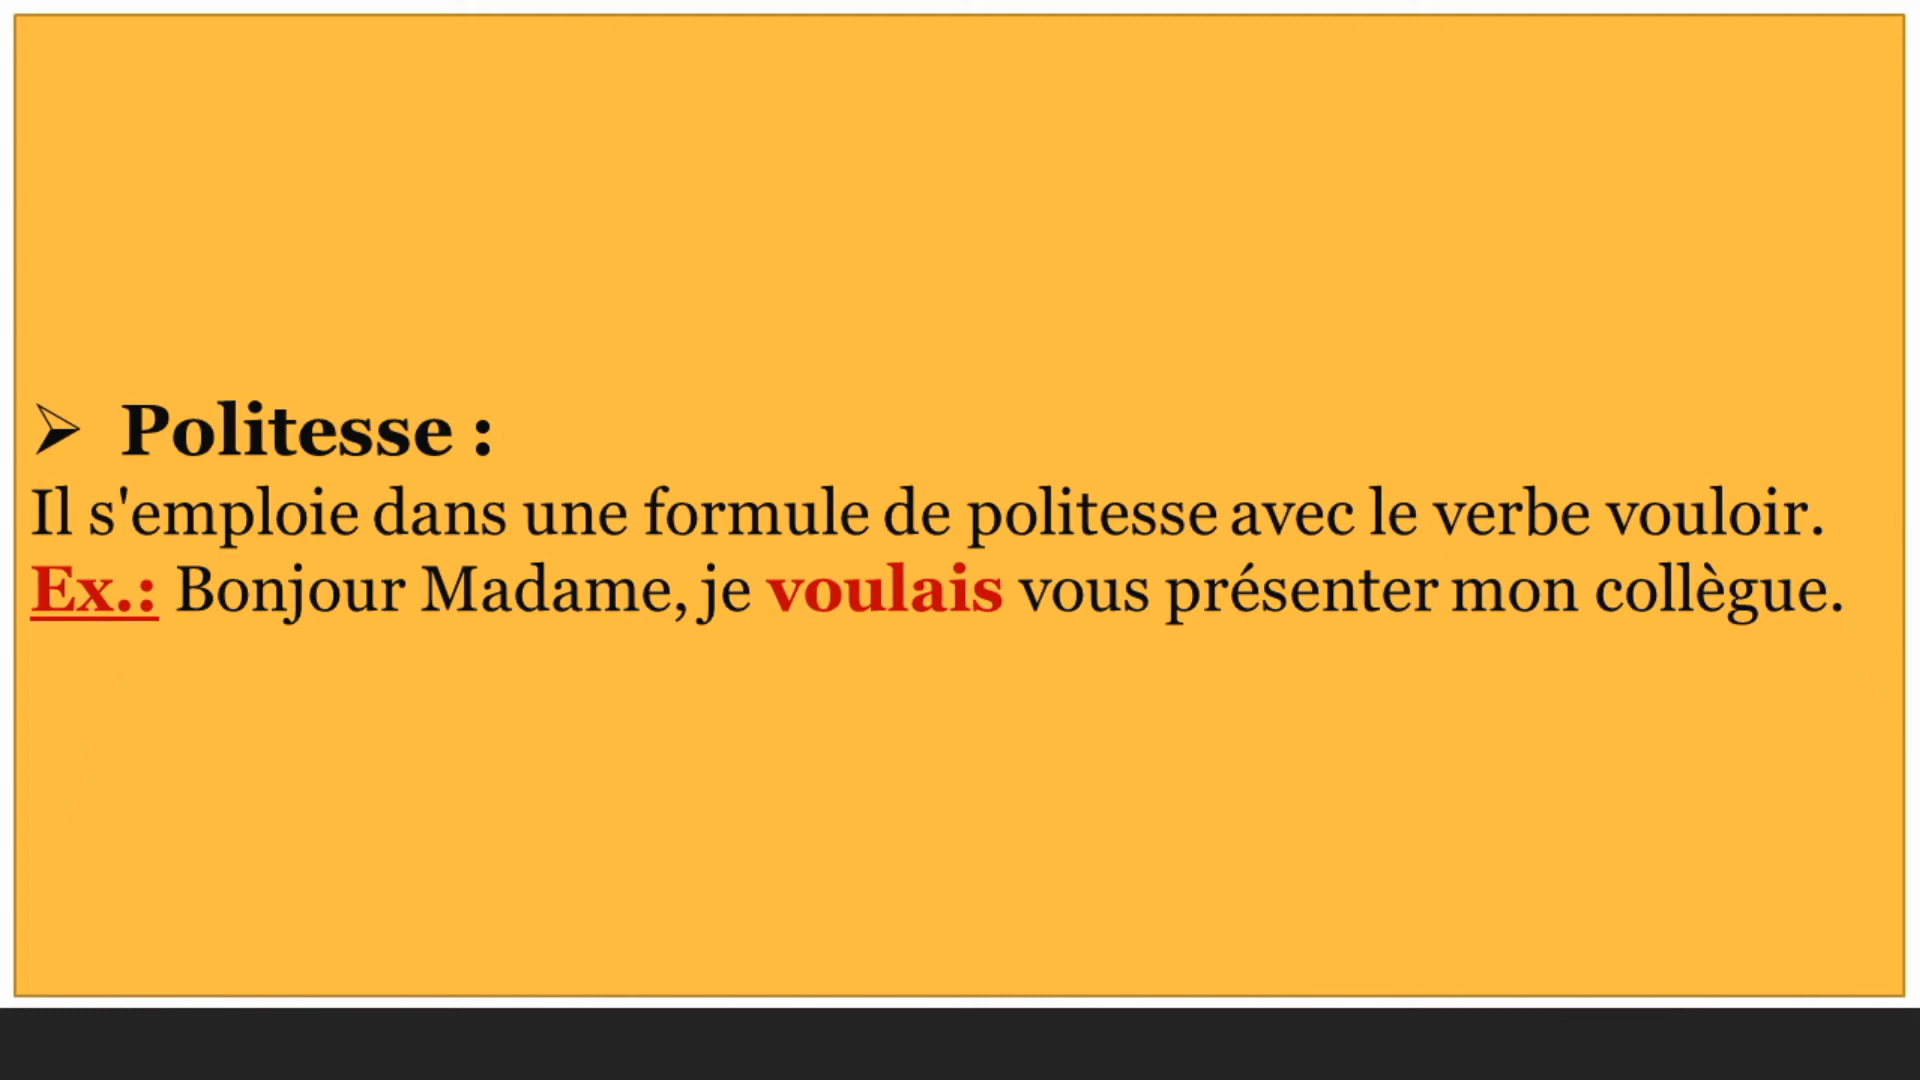 ➢ Politesse :
Il s'emploie dans une formule de politesse avec le verbe vouloir.
Ex.: Bonjour Madame, je voulais vous présenter mon collègue.